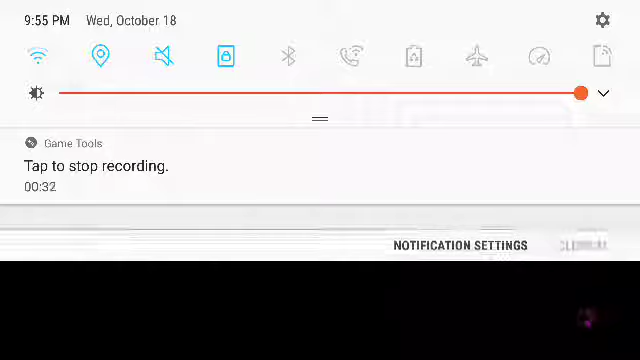 9:55 PM Wed, October 18
Game Tools
Tap to stop recording.
00:32
NOTIFICATION SETTINGS